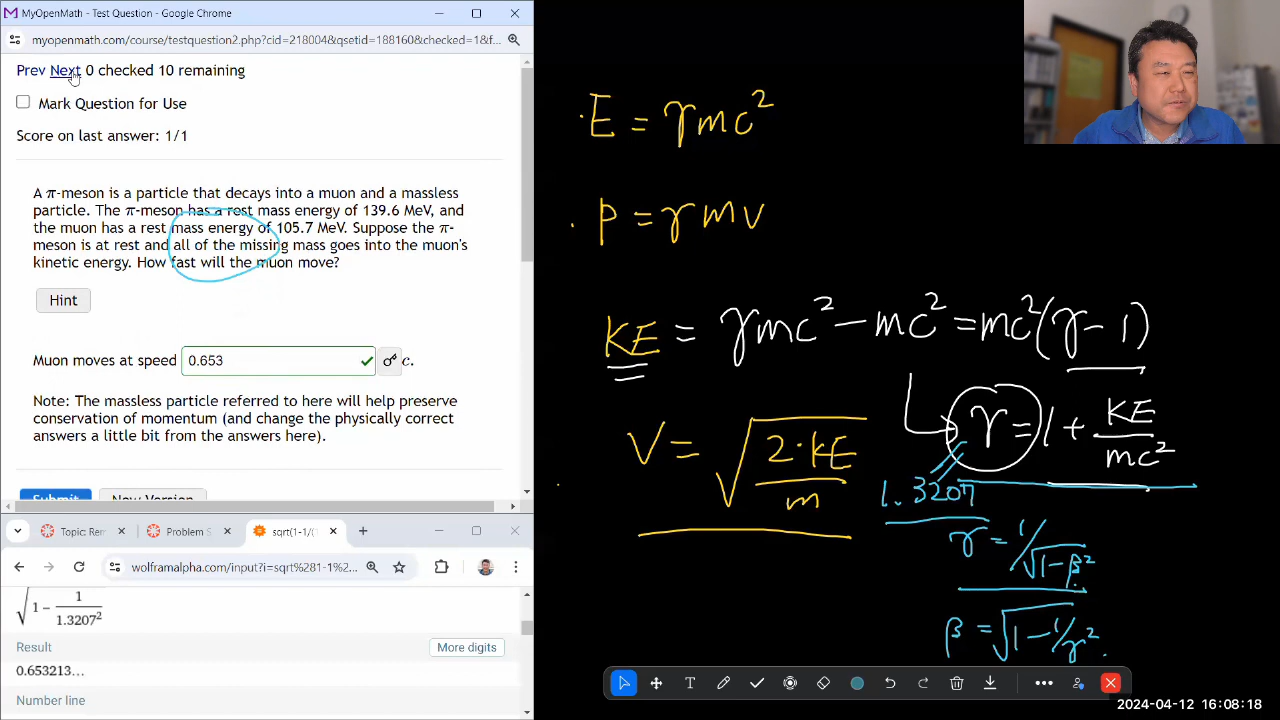 MyOpenMath - Test Question - Google Chrome
myopenmath.com/course/testquestion2.php?cid=218004&qsetid=188160&checked=1&f...
Prev Next 0 checked 10 remaining
Mark Question for Use
Score on last answer: 1/1
A π-meson is a particle that decays into a muon and a massless
particle. The π-meson has a rest mass energy of 139.6 MeV, and
the muon has a rest mass energy of 105.7 MeV. Suppose the π-
meson is at rest and all of the missing mass goes into the muon's
kinetic energy. How fast will the muon move?
Hint
Muon moves at speed 0.653 c.
Note: The massless particle referred to here will help preserve
conservation of momentum (and change the physically correct
answers a little bit from the answers here).
Submit New Version
Topic Rem Problem S sqrt(1-1/(
wolframalpha.com/input?i=sqrt%281-1%2...
√1 − 1/1.3207²
Result
More digits
0.653213...
Number line
· E = γmc²
. p = γmv
KE = γmc² − mc² = mc²(γ − 1)
γ = 1 + KE/mc²
V = √(2·KE/m)
1.3207
γ = 1/√1−β²
β = √1−1/γ²
T
2024-04-12 16:08:18